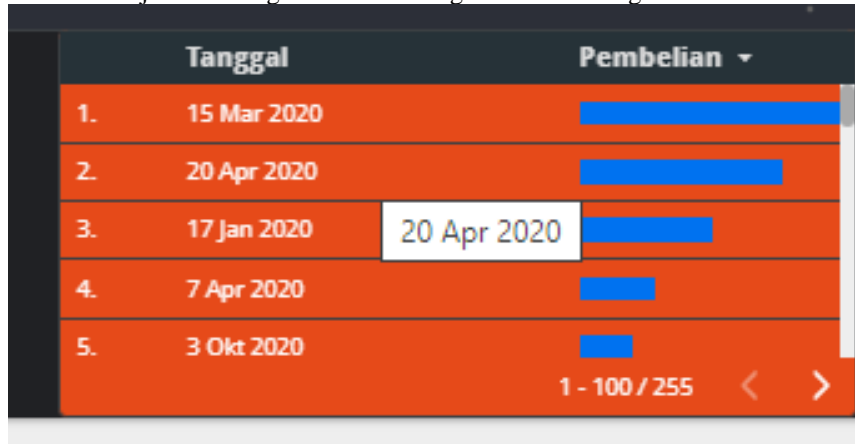 Tanggal Pembelian
1. 15 Mar 2020
2. 20 Apr 2020
3. 17 Jan 2020
20 Apr 2020
4. 7 Apr 2020
5. 3 Okt 2020
1 - 100 / 255